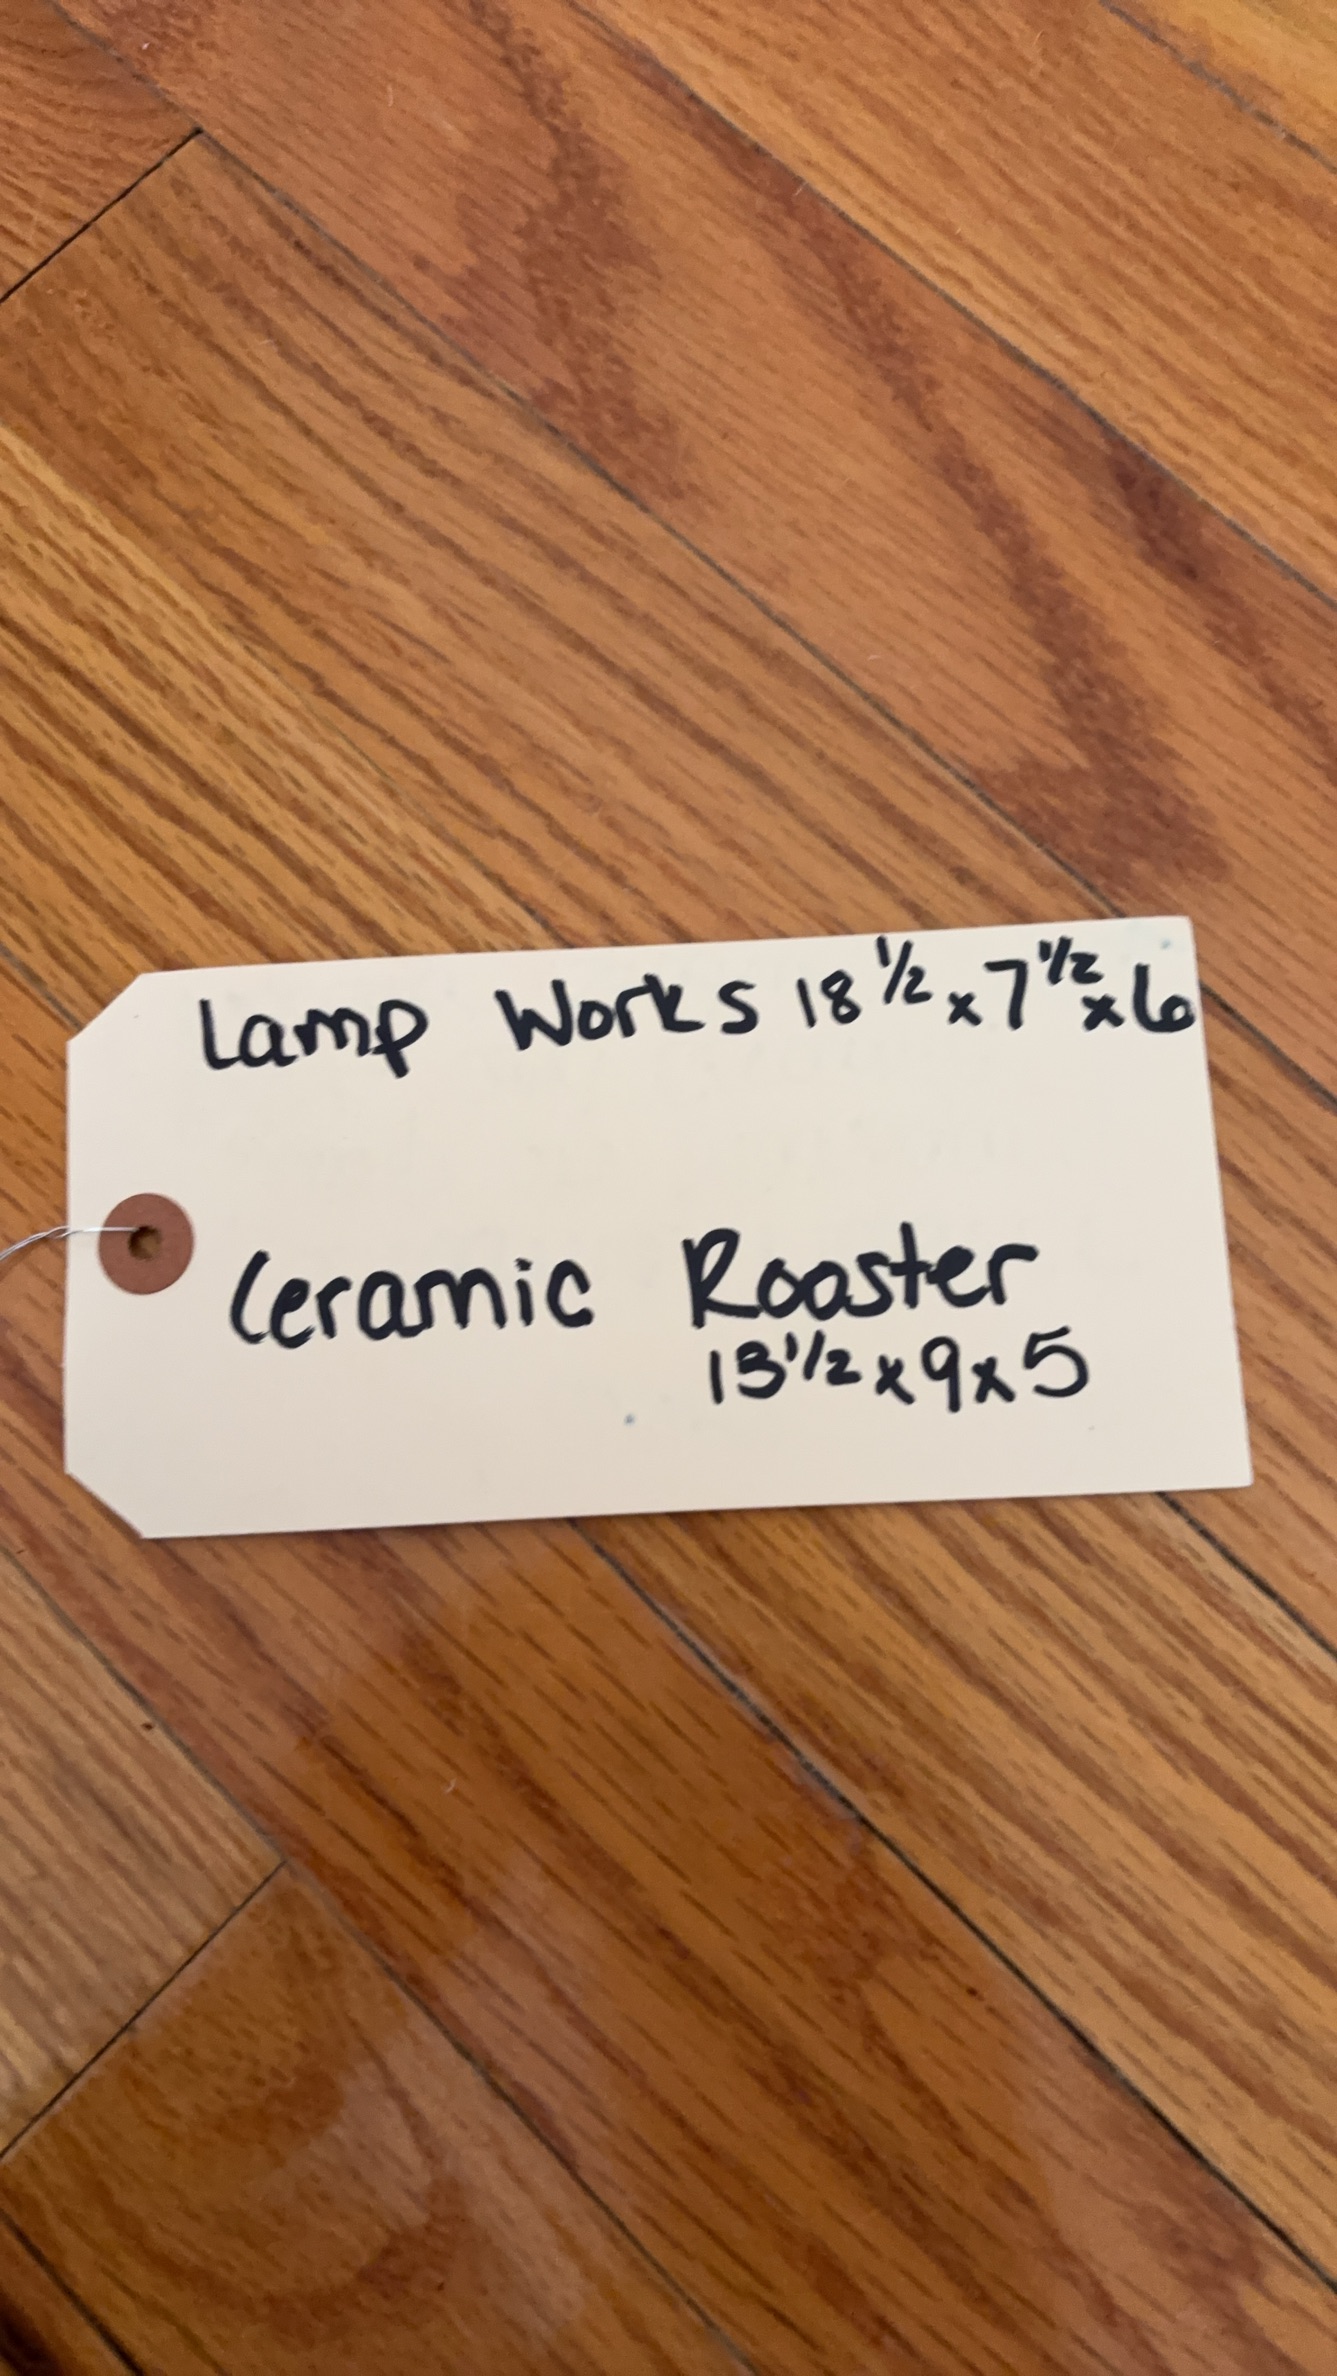 Lamp Works 18 1/2 x 7 1/2 x 6
Ceramic Rooster
13 1/2 x 9 x 5